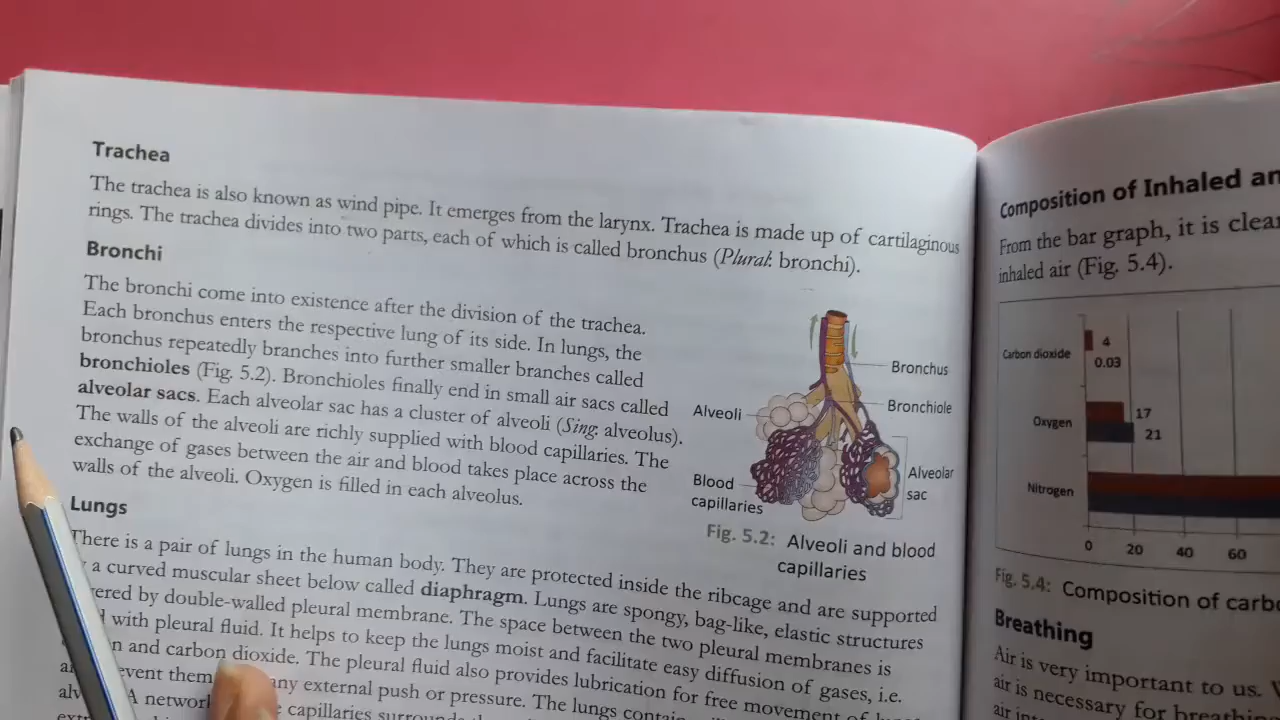 Trachea
The trachea is also known as wind pipe. It emerges from the larynx. Trachea is made up of cartilaginous
rings. The trachea divides into two parts, each of which is called bronchus (Plural: bronchi).
Bronchi
The bronchi come into existence after the division of the trachea.
Each bronchus enters the respective lung of its side. In lungs, the
bronchus repeatedly branches into further smaller branches called
bronchioles (Fig. 5.2). Bronchioles finally end in small air sacs called
alveolar sacs. Each alveolar sac has a cluster of alveoli (Sing: alveolus).
The walls of the alveoli are richly supplied with blood capillaries. The
exchange of gases between the air and blood takes place across the
walls of the alveoli. Oxygen is filled in each alveolus.
Bronchus
Bronchiole
Alveoli
Blood
capillaries
Alveolar
sac
Fig. 5.2: Alveoli and blood
capillaries
Lungs
There is a pair of lungs in the human body. They are protected inside the ribcage and are supported
a curved muscular sheet below called diaphragm. Lungs are spongy, bag-like, elastic structures
by double-walled pleural membrane. The space between the two pleural membranes is
with pleural fluid. It helps to keep the lungs moist and facilitate easy diffusion of gases, i.e.
and carbon dioxide. The pleural fluid also provides lubrication for free movement of
them any external push or pressure. The lungs
A capillaries
Composition of Inhaled
From the bar graph, it is
inhaled air (Fig. 5.4).
Carbon dioxide
4
0.03
Oxygen
17
21
Nitrogen
0 20 40 60
Fig. 5.4: Composition of
Breathing
Air is very important to us.
air is necessary for
air